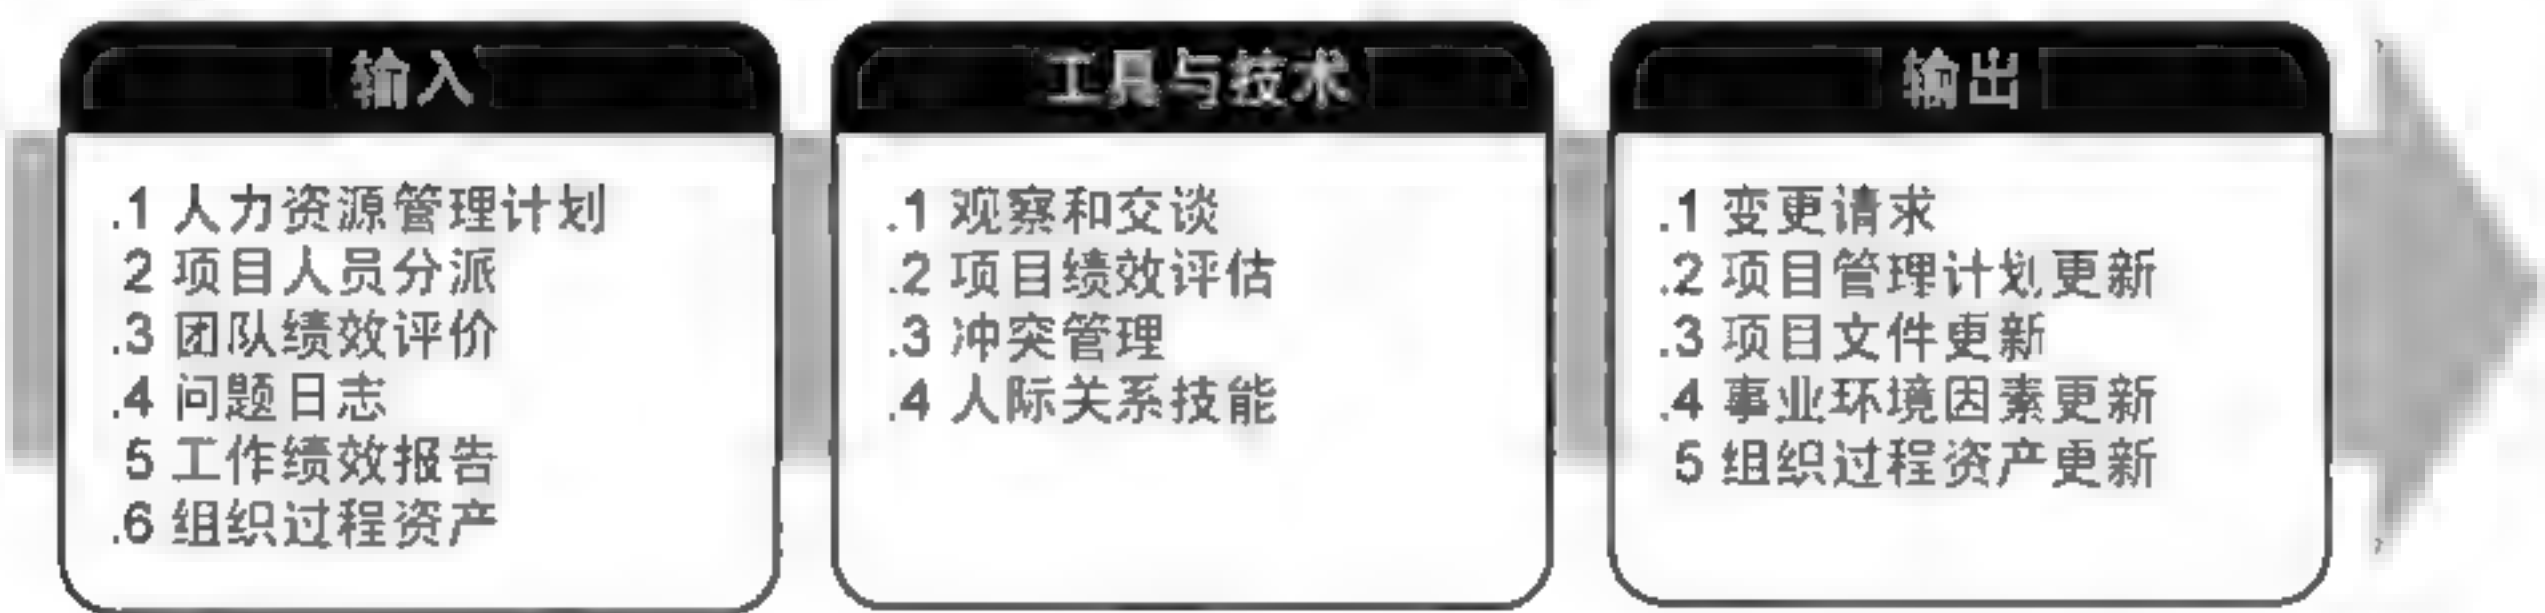 输入
.1 人力资源管理计划
2 项目人员分派
.3 团队绩效评价
.4 问题日志
5 工作绩效报告
.6 组织过程资产
工具与技术
.1 观察和交谈
.2 项目绩效评估
.3 冲突管理
.4 人际关系技能
输出
.1 变更请求
.2 项目管理计划更新
.3 项目文件更新
.4 事业环境因素更新
5 组织过程资产更新